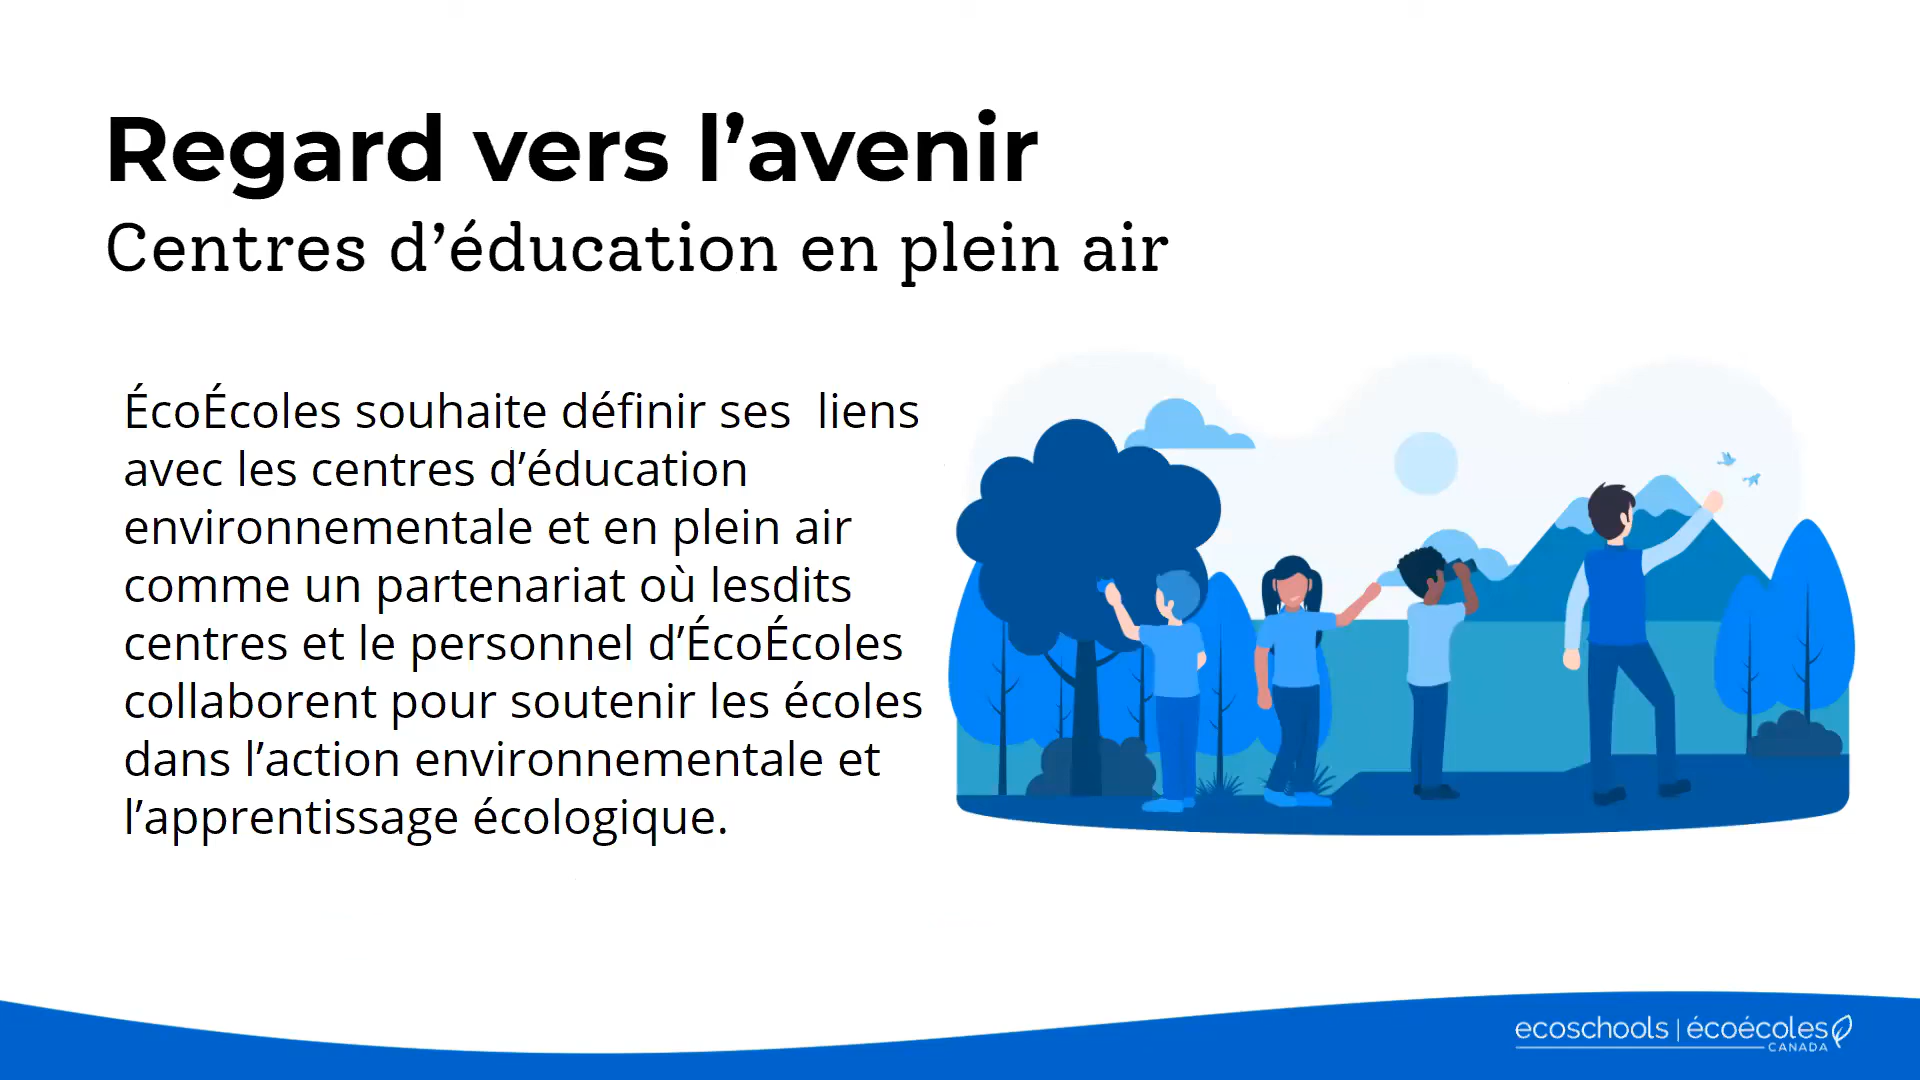 Regard vers l’avenir
Centres d’éducation en plein air
ÉcoÉcoles souhaite définir ses  liens
avec les centres d’éducation
environnementale et en plein air
comme un partenariat où lesdits
centres et le personnel d’ÉcoÉcoles
collaborent pour soutenir les écoles
dans l’action environnementale et
l’apprentissage écologique.
ecoschools | écoécoles
CANADA